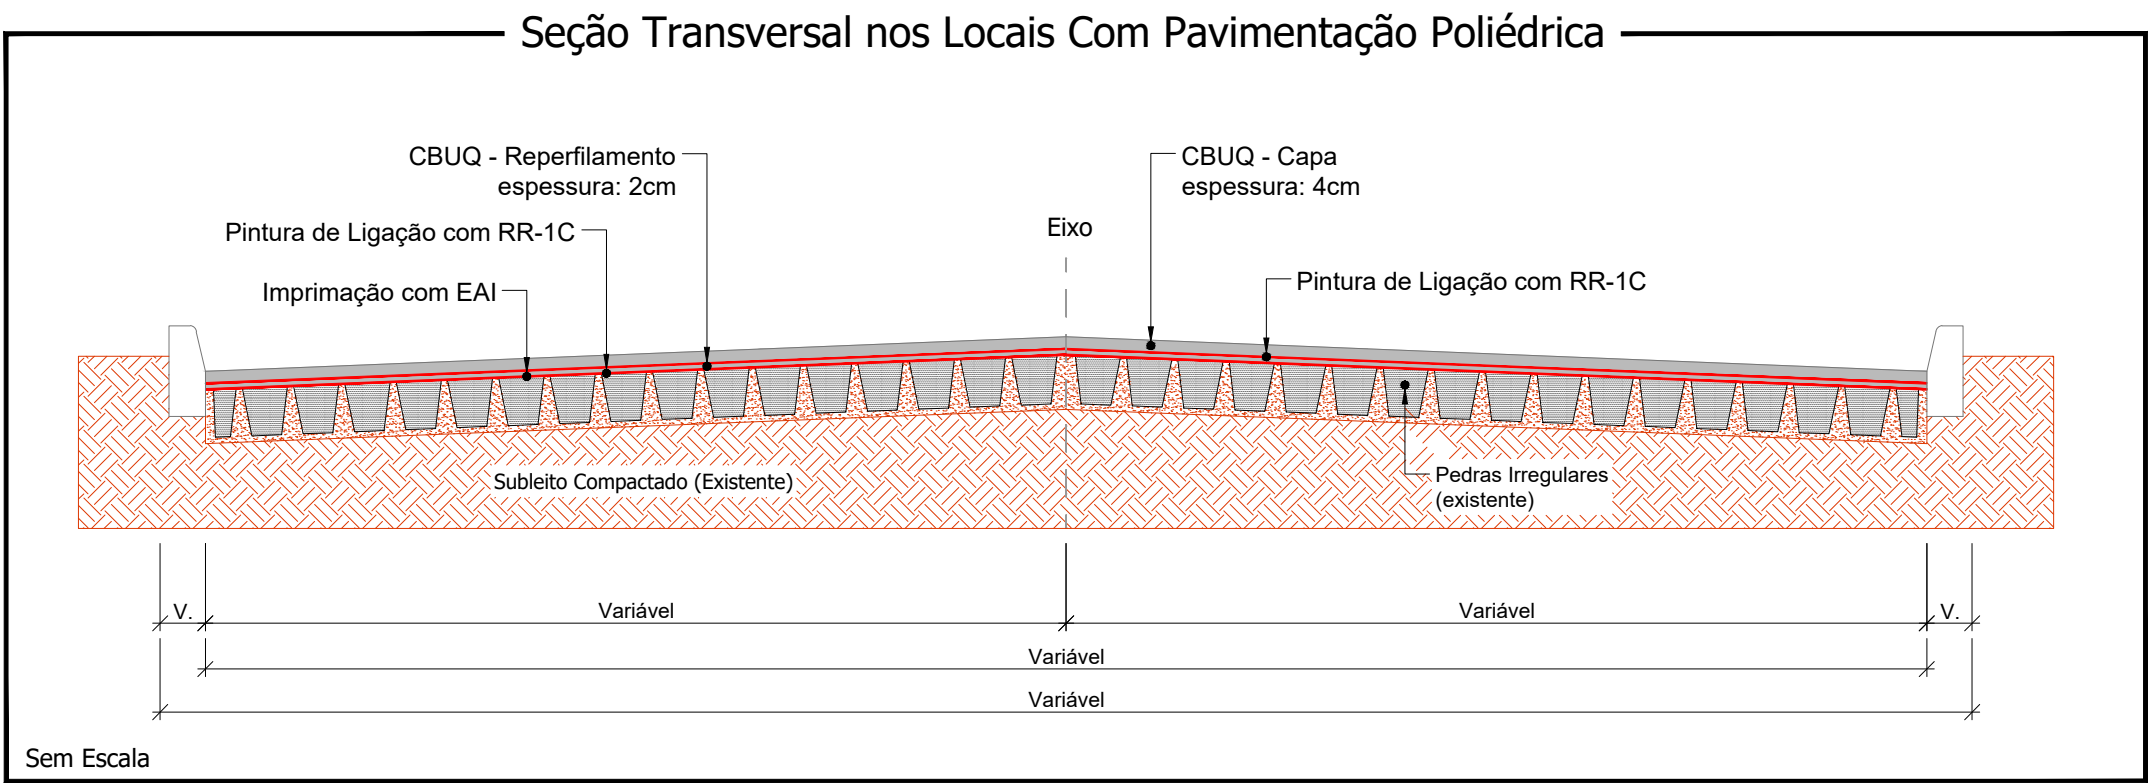 Seção Transversal nos Locais Com Pavimentação Poliédrica
CBUQ - Reperfilamento
espessura: 2cm
CBUQ - Capa
espessura: 4cm
Pintura de Ligação com RR-1C
Eixo
Imprimação com EAI
Pintura de Ligação com RR-1C
Subleito Compactado (Existente)
Pedras Irregulares
(existente)
V.
Variável
Variável
V.
Variável
Variável
Sem Escala